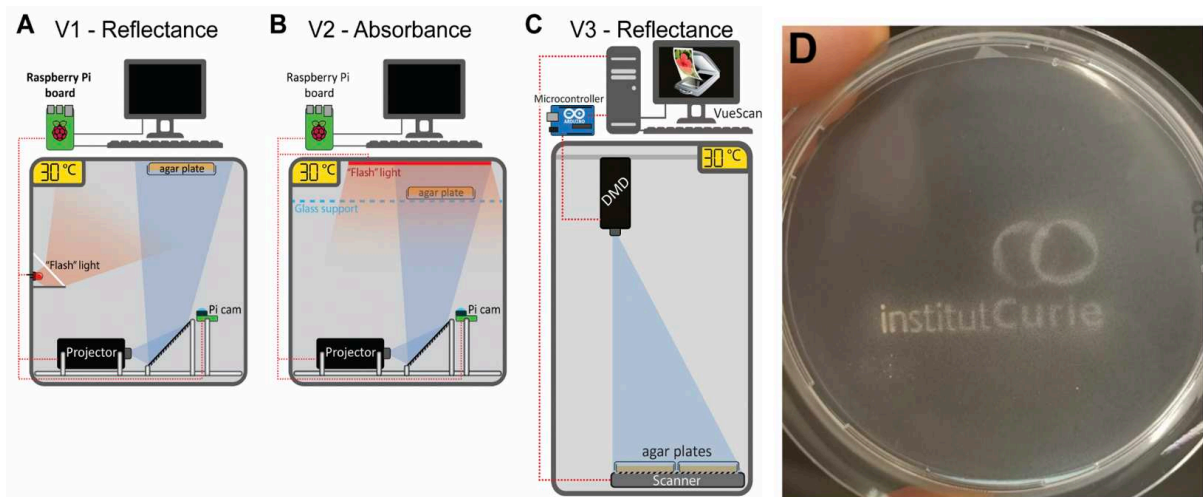 A V1 - Reflectance
Raspberry Pi
board
30 °C
agar plate
"Flash" light
Pi cam
Projector
B V2 - Absorbance
Raspberry Pi
board
30 °C
"Flash" light
agar plate
Glass support
Pi cam
Projector
C V3 - Reflectance
Microcontroller
ARDUINO
VueScan
30 °C
DMD
agar plates
Scanner
D
institutCurie